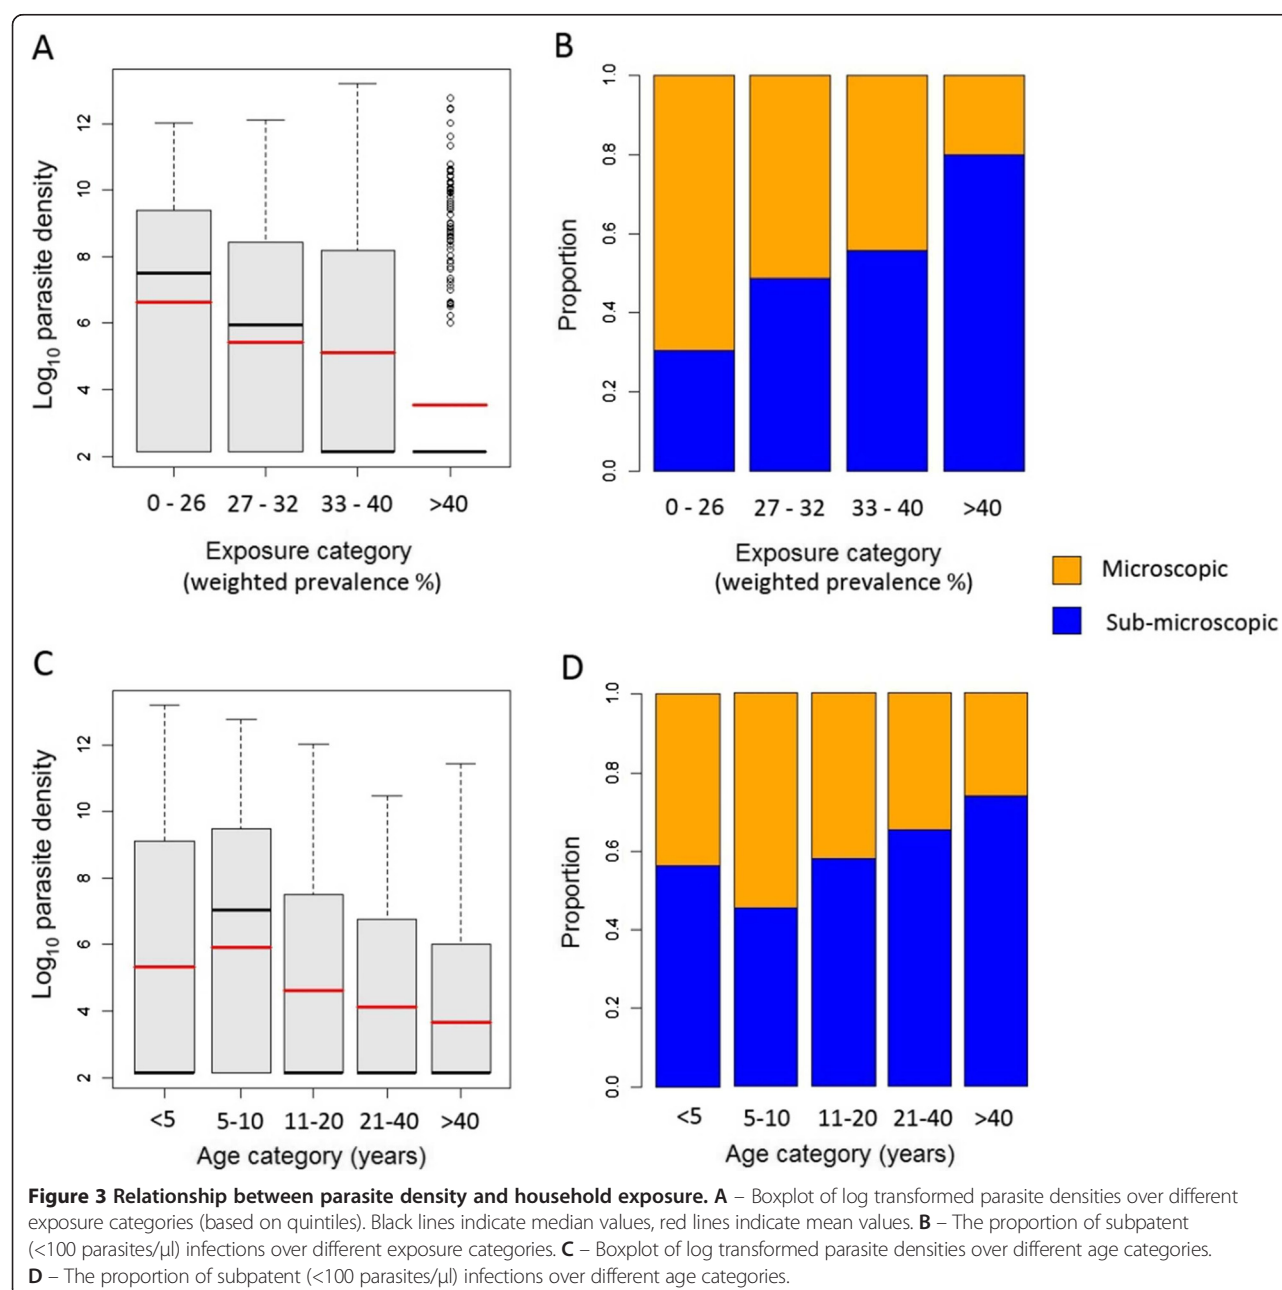 A
Log10 parasite density
12
10
8
6
4
2
0 - 26 27 - 32 33 - 40 >40
Exposure category
(weighted prevalence %)
B
Proportion
1.0
0.8
0.6
0.4
0.2
0.0
0 - 26 27 - 32 33 - 40 >40
Exposure category
(weighted prevalence %)
Microscopic
Sub-microscopic
C
Log10 parasite density
12
10
8
6
4
2
<5 5-10 11-20 21-40 >40
Age category (years)
D
Proportion
1.0
0.8
0.6
0.4
0.2
0.0
<5 5-10 11-20 21-40 >40
Age category (years)
Figure 3 Relationship between parasite density and household exposure. A – Boxplot of log transformed parasite densities over different
exposure categories (based on quintiles). Black lines indicate median values, red lines indicate mean values. B – The proportion of subpatent
(<100 parasites/μl) infections over different exposure categories. C – Boxplot of log transformed parasite densities over different age categories.
D – The proportion of subpatent (<100 parasites/μl) infections over different age categories.